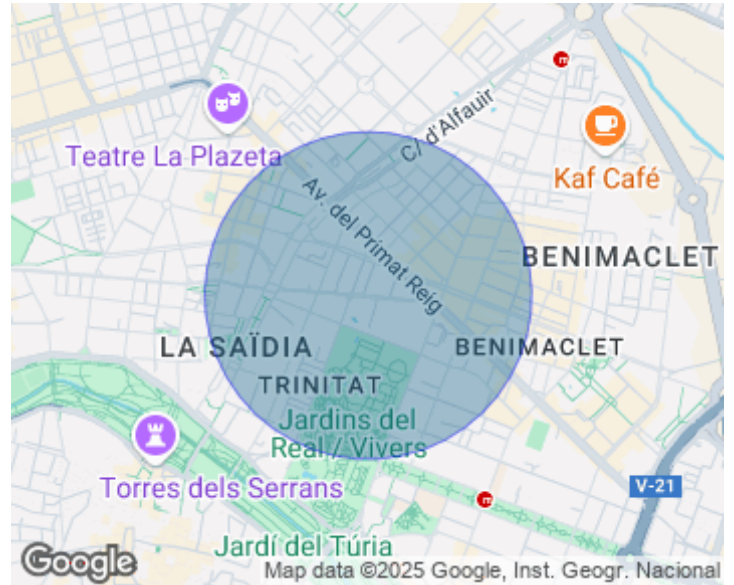 C/ d'Alfauir
Teatre La Plazeta
Kaf Café
Av. del Primat Reig
BENIMACLET
LA SAÏDIA
BENIMACLET
TRINITAT
Jardins del
Real / Vivers
Torres dels Serrans
V-21
Jardí del Túria
Google
Map data ©2025 Google, Inst. Geogr. Nacional